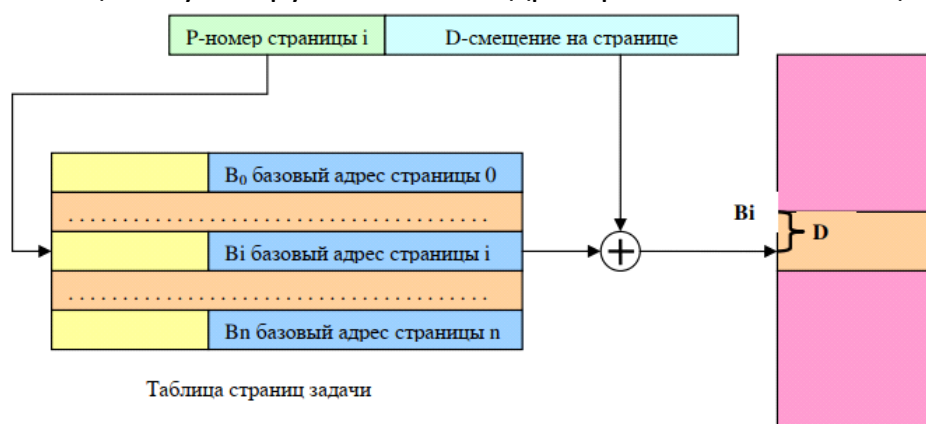 P-номер страницы i
D-смещение на странице
B₀ базовый адрес страницы 0
. . . . . . . . . . . . . . . . . . . . . . . . . . . . . . . . . . . . . . .
Bi базовый адрес страницы i
. . . . . . . . . . . . . . . . . . . . . . . . . . . . . . . . . . . . . . .
Bn базовый адрес страницы n
Bi
D
Таблица страниц задачи